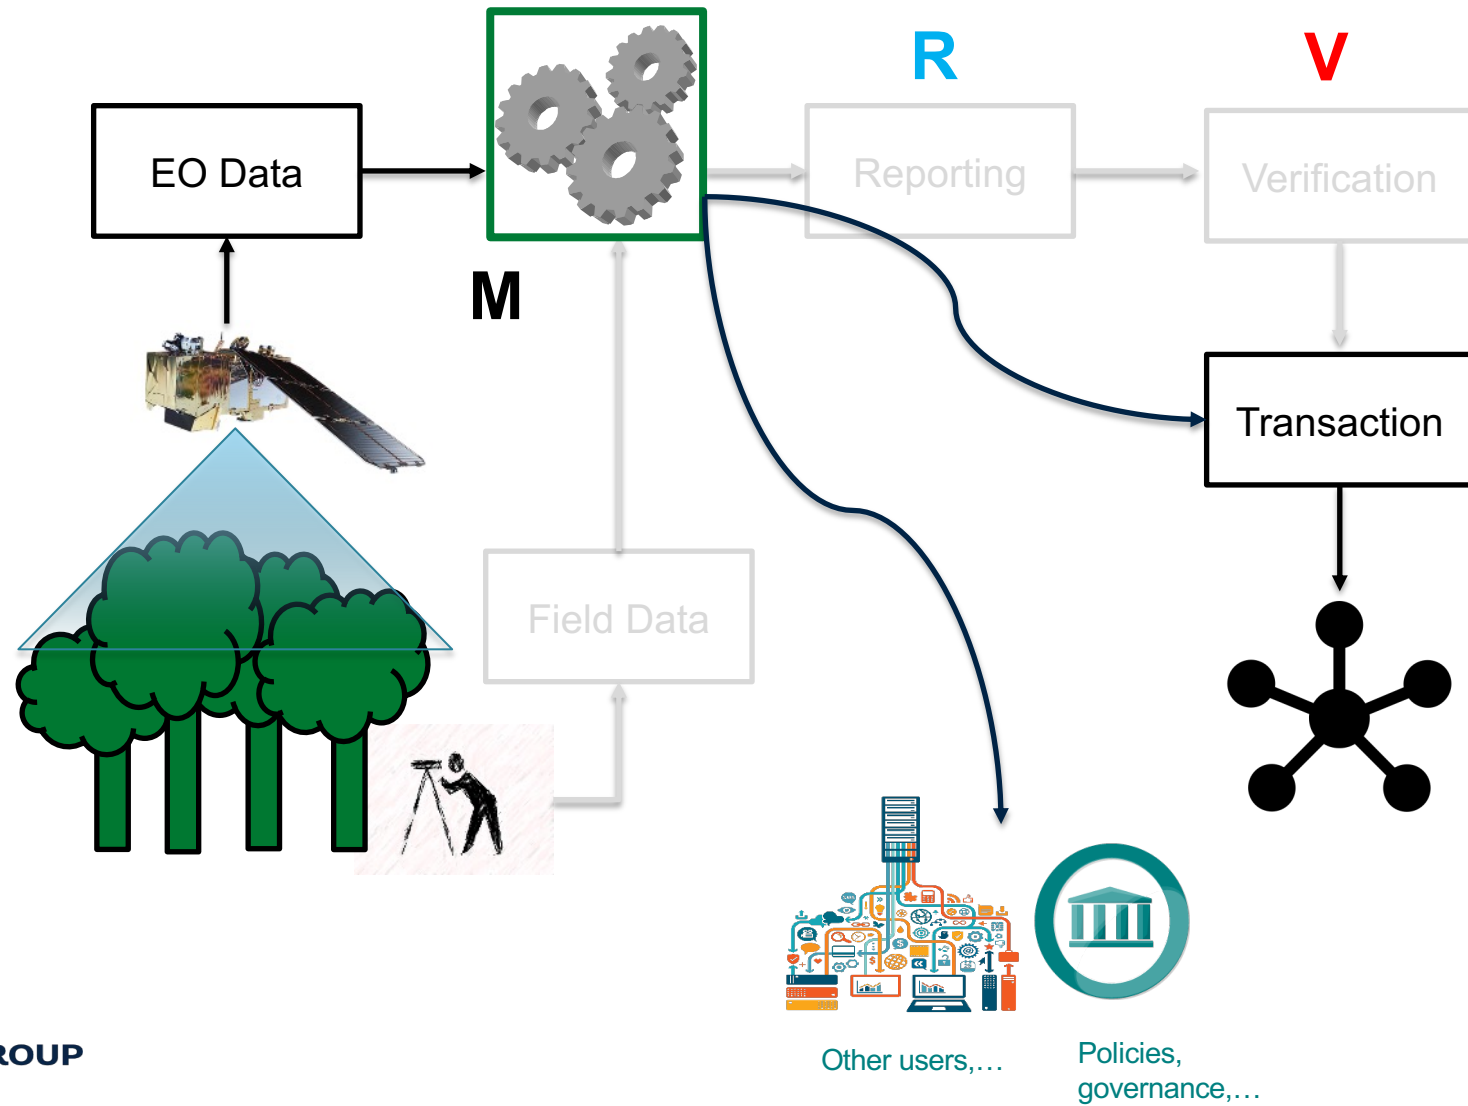 R
V
EO Data
Reporting
Verification
M
Transaction
Field Data
ROUP
Other users,…
Policies,
governance,…